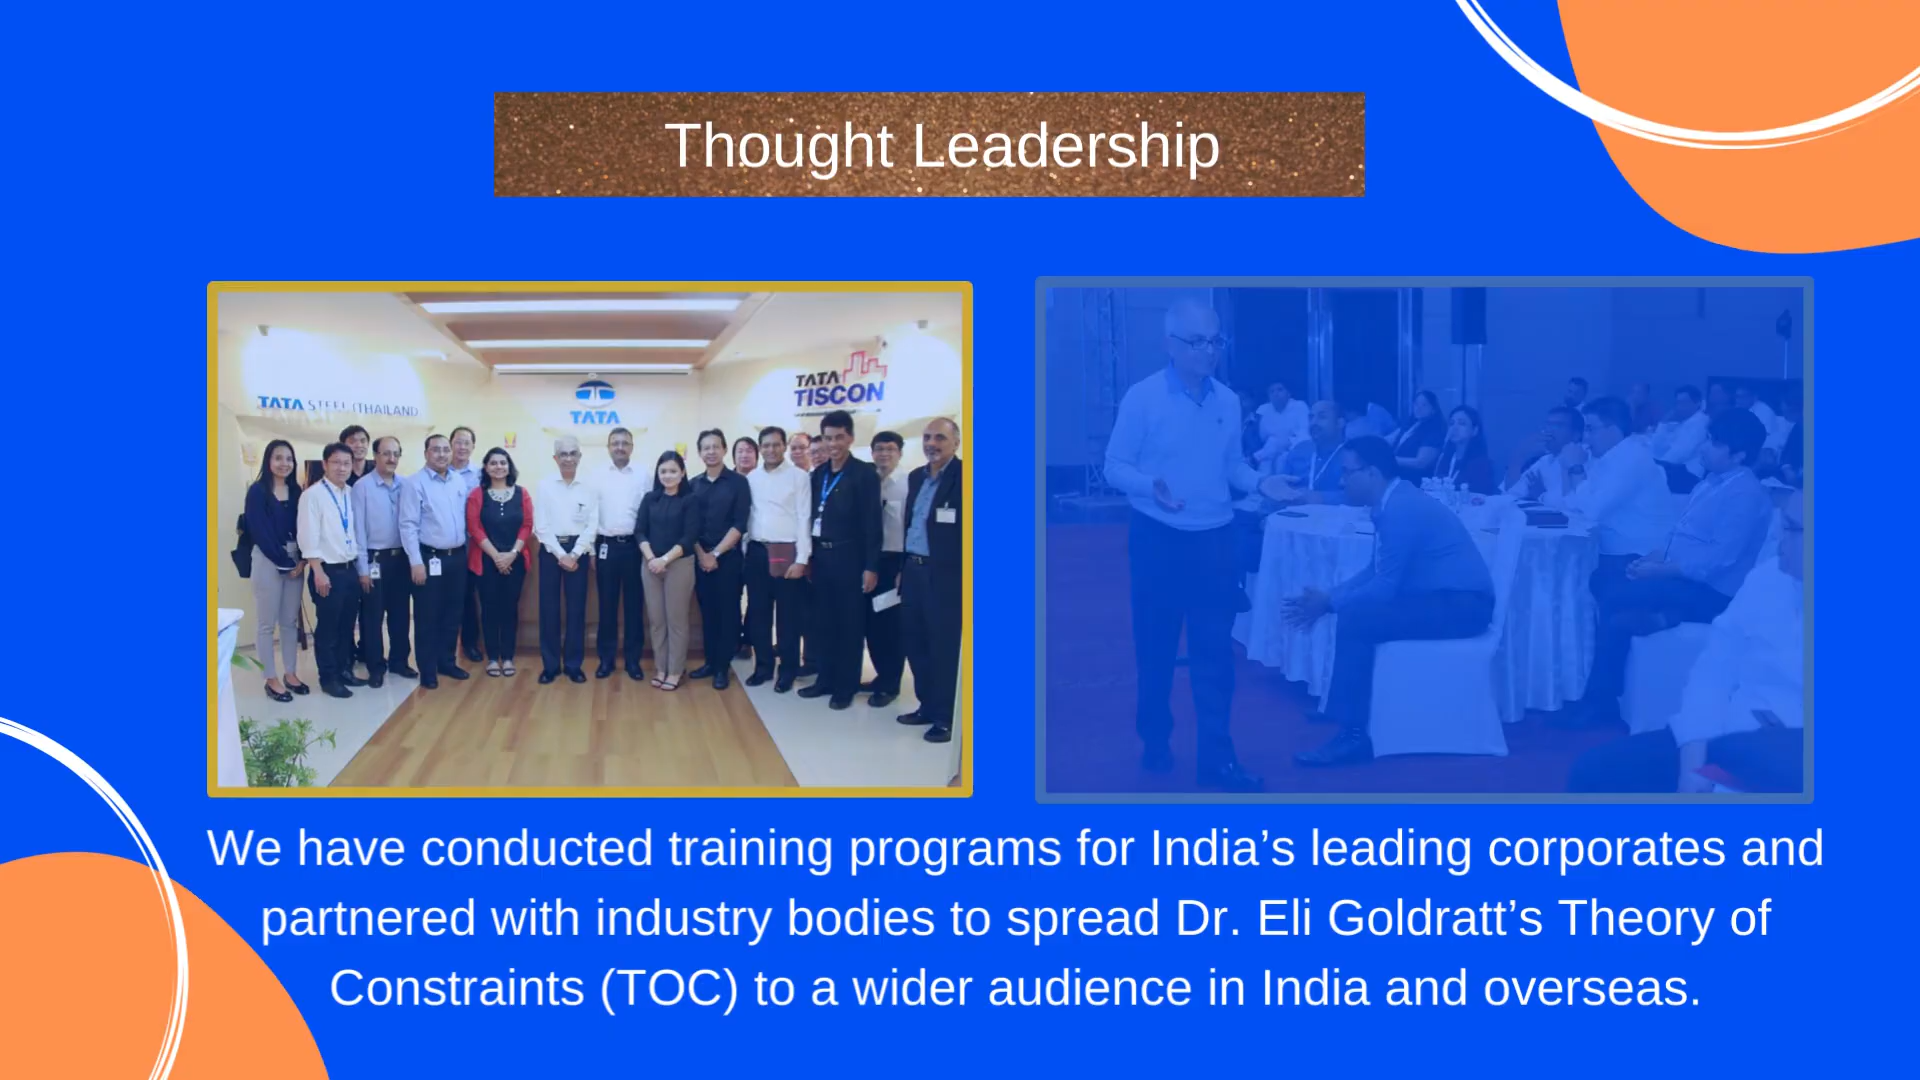 Thought Leadership
TATA STEEL (THAILAND)
TATA
TATA
TISCON
We have conducted training programs for India’s leading corporates and
partnered with industry bodies to spread Dr. Eli Goldratt’s Theory of
Constraints (TOC) to a wider audience in India and overseas.